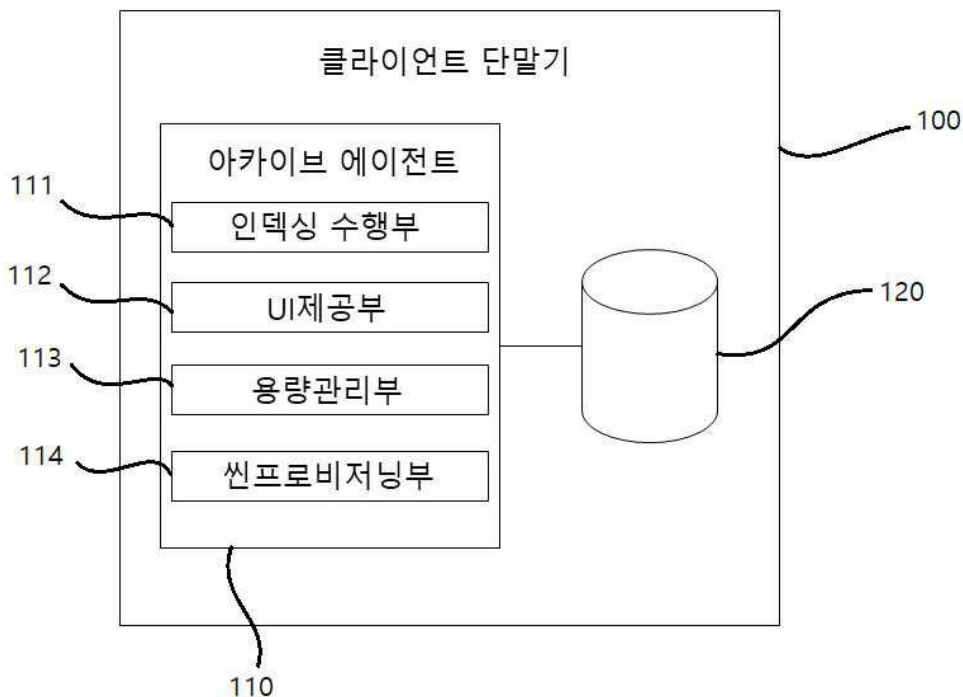 클라이언트 단말기
100
아카이브 에이전트
111
인덱싱 수행부
112
UI제공부
120
113
용량관리부
114
씬프로비저닝부
110